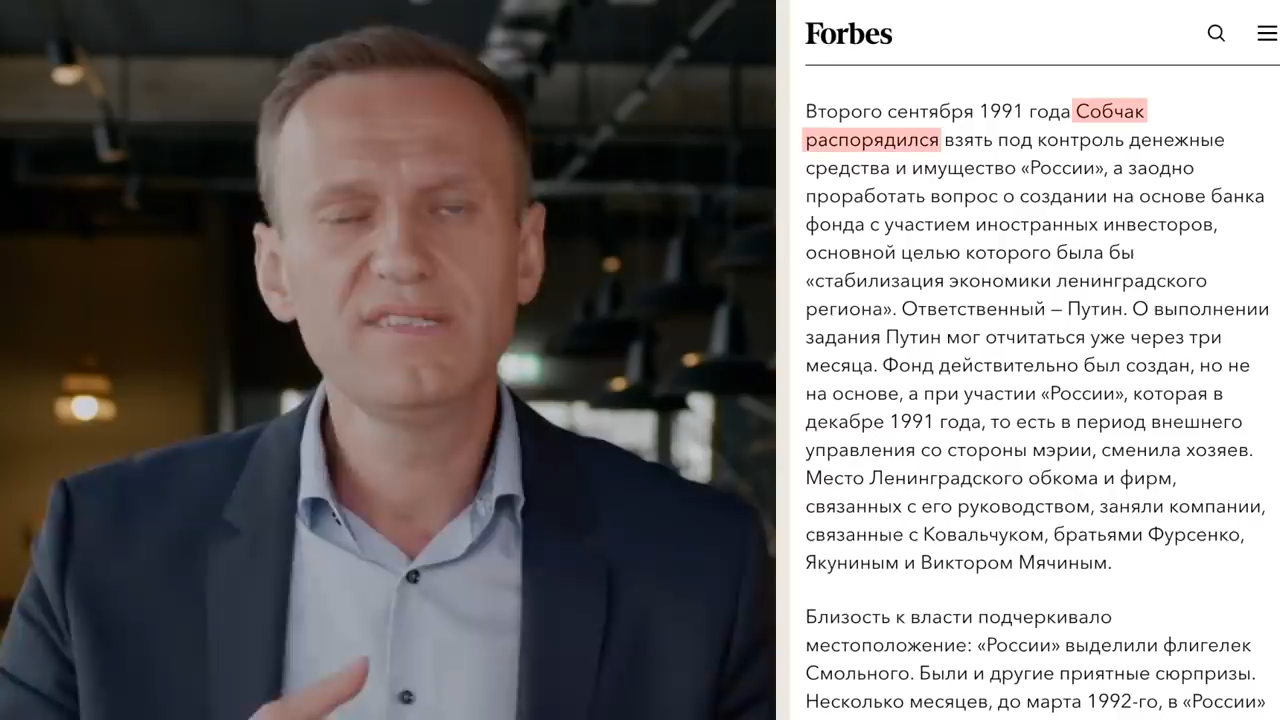 Forbes
Второго сентября 1991 года Собчак
распорядился взять под контроль денежные
средства и имущество «России», а заодно
проработать вопрос о создании на основе банка
фонда с участием иностранных инвесторов,
основной целью которого была бы
«стабилизация экономики ленинградского
региона». Ответственный — Путин. О выполнении
задания Путин мог отчитаться уже через три
месяца. Фонд действительно был создан, но не
на основе, а при участии «России», которая в
декабре 1991 года, то есть в период внешнего
управления со стороны мэрии, сменила хозяев.
Место Ленинградского обкома и фирм,
связанных с его руководством, заняли компании,
связанные с Ковальчуком, братьями Фурсенко,
Якуниным и Виктором Мячиным.
Близость к власти подчеркивало
местоположение: «России» выделили флигелек
Смольного. Были и другие приятные сюрпризы.
Несколько месяцев, до марта 1992-го, в «России»